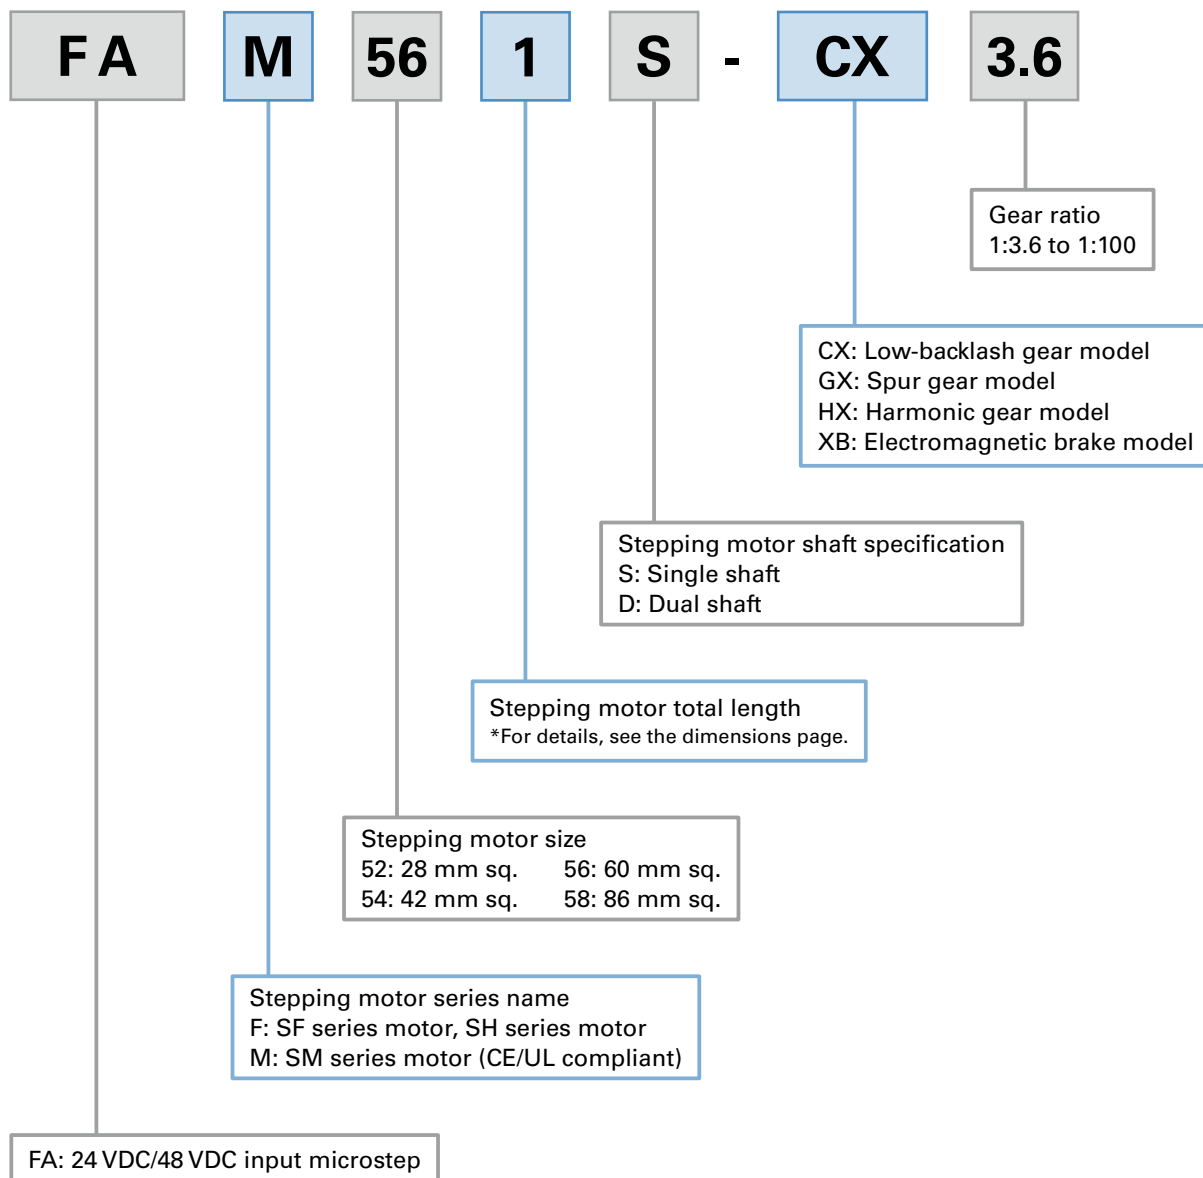 FA M 56 1 S - CX 3.6
Gear ratio
1:3.6 to 1:100
CX: Low-backlash gear model
GX: Spur gear model
HX: Harmonic gear model
XB: Electromagnetic brake model
Stepping motor shaft specification
S: Single shaft
D: Dual shaft
Stepping motor total length
*For details, see the dimensions page.
Stepping motor size
52: 28 mm sq. 56: 60 mm sq.
54: 42 mm sq. 58: 86 mm sq.
Stepping motor series name
F: SF series motor, SH series motor
M: SM series motor (CE/UL compliant)
FA: 24 VDC/48 VDC input microstep